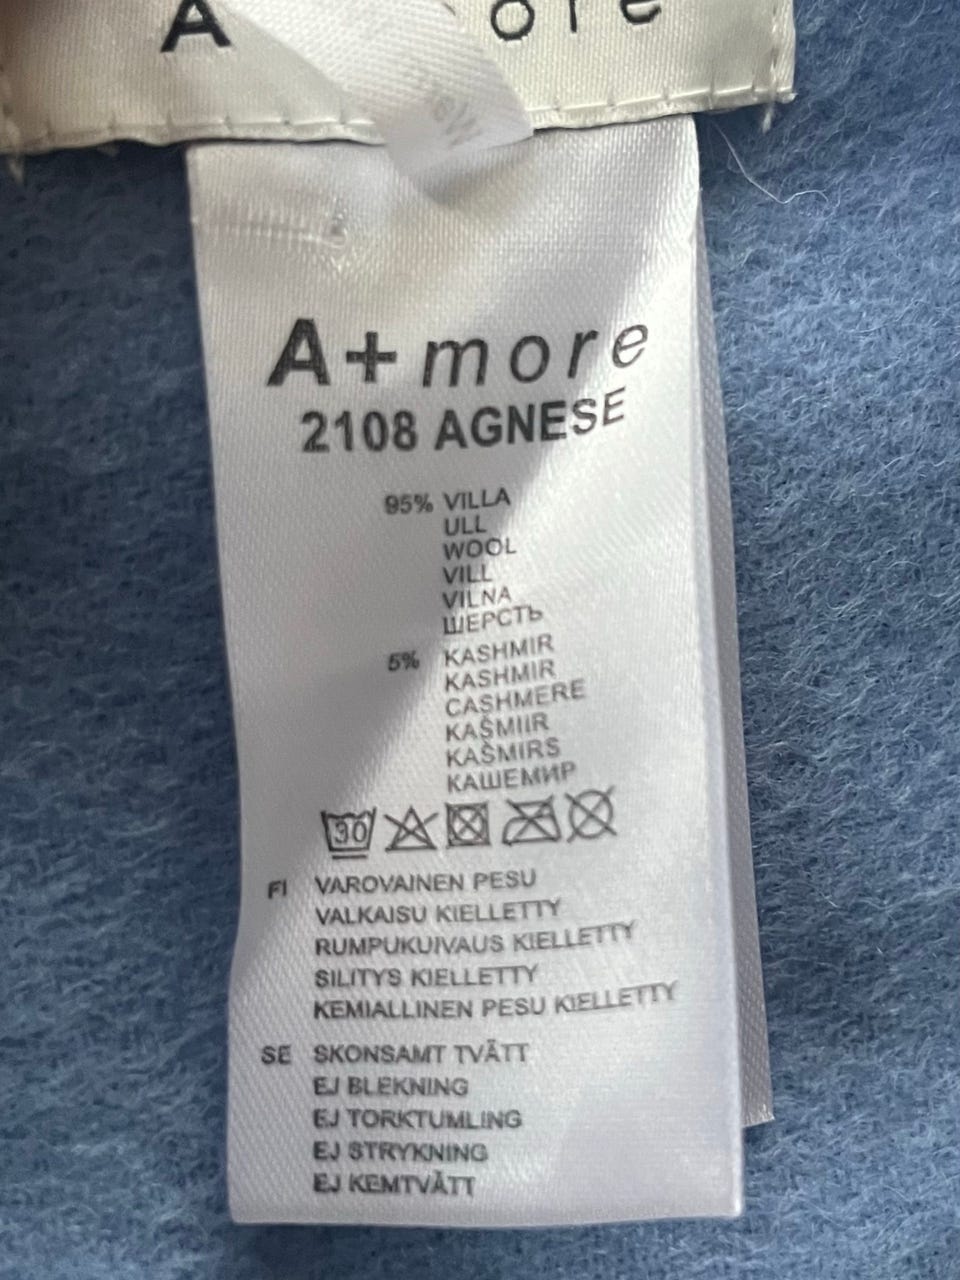 A ore
A+more
2108 AGNESE
95% VILLA
ULL
WOOL
VILL
VILNA
ШЕРСТЬ
5% KASHMIR
KASHMIR
CASHMERE
KAŠMIIR
KAŠMIRS
КАШЕМИР
30
FI VAROVAINEN PESU
VALKAISU KIELLETTY
RUMPUKUIVAUS KIELLETTY
SILITYS KIELLETTY
KEMIALLINEN PESU KIELLETTY
SE SKONSAMT TVÄTT
EJ BLEKNING
EJ TORKTUMLING
EJ STRYKNING
EJ KEMTVÄTT